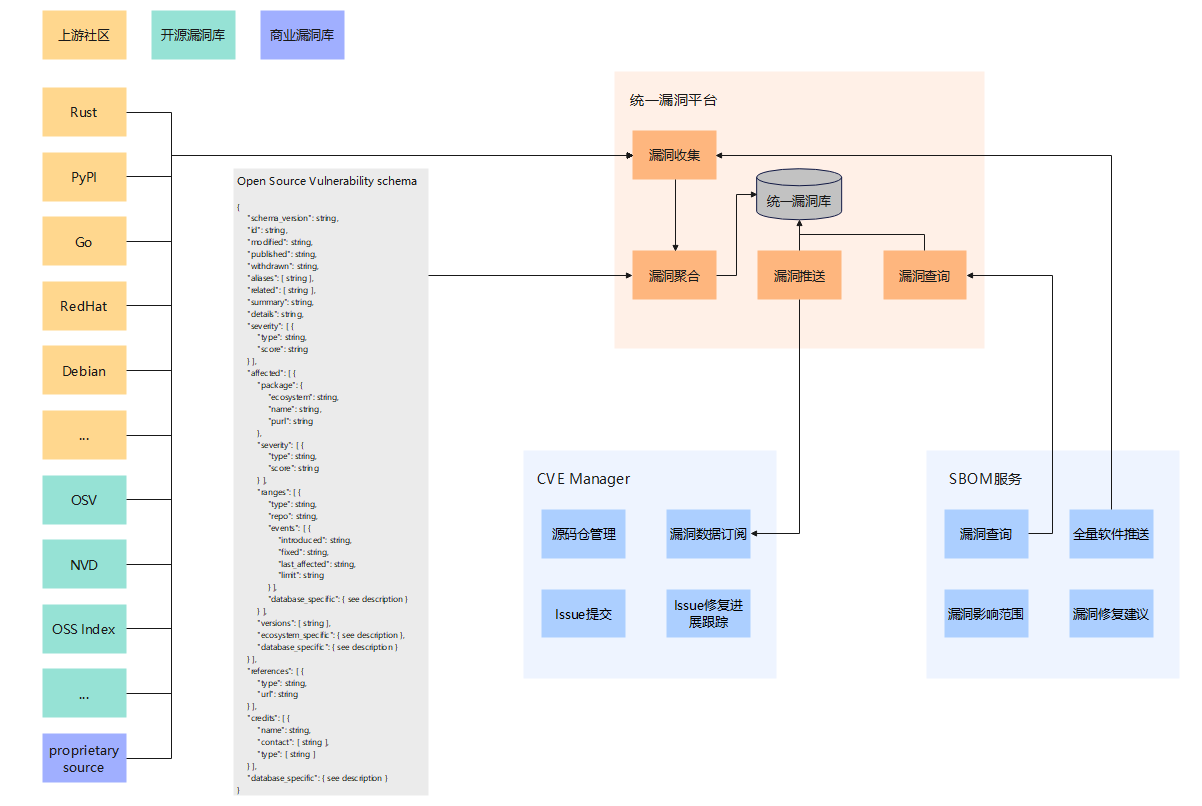 上游社区
开源漏洞库
商业漏洞库
Rust
PyPI
Go
RedHat
Debian
...
OSV
NVD
OSS Index
...
proprietary
source
Open Source Vulnerability schema
{
"schema_version": string,
"id": string,
"modified": string,
"published": string,
"withdrawn": string,
"aliases": [ string ],
"related": [ string ],
"summary": string,
"details": string,
"severity": [ {
"type": string,
"score": string
} ],
"affected": [ {
"package": {
"ecosystem": string,
"name": string,
"purl": string
},
"severity": [ {
"type": string,
"score": string
} ],
"ranges": [ {
"type": string,
"repo": string,
"events": [ {
"introduced": string,
"fixed": string,
"last_affected": string,
"limit": string
} ],
"database_specific": { see description }
} ],
"versions": [ string ],
"ecosystem_specific": { see description },
"database_specific": { see description }
} ],
"references": [ {
"type": string,
"url": string
} ],
"credits": [ {
"name": string,
"contact": [ string ],
"type": [ string ]
} ],
"database_specific": { see description }
}
统一漏洞平台
漏洞收集
统一漏洞库
漏洞聚合
漏洞推送
漏洞查询
CVE Manager
源码仓管理
漏洞数据订阅
Issue提交
Issue修复进
展跟踪
SBOM服务
漏洞查询
全量软件推送
漏洞影响范围
漏洞修复建议